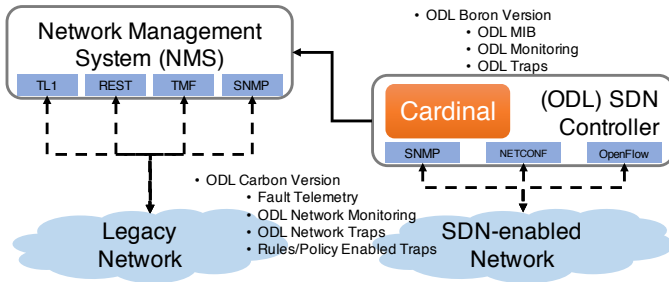 Network Management
System (NMS)
TL1
REST
TMF
SNMP
• ODL Boron Version
• ODL MIB
• ODL Monitoring
• ODL Traps
Cardinal
(ODL) SDN
Controller
SNMP
NETCONF
OpenFlow
• ODL Carbon Version
• Fault Telemetry
• ODL Network Monitoring
• ODL Network Traps
• Rules/Policy Enabled Traps
Legacy
Network
SDN-enabled
Network